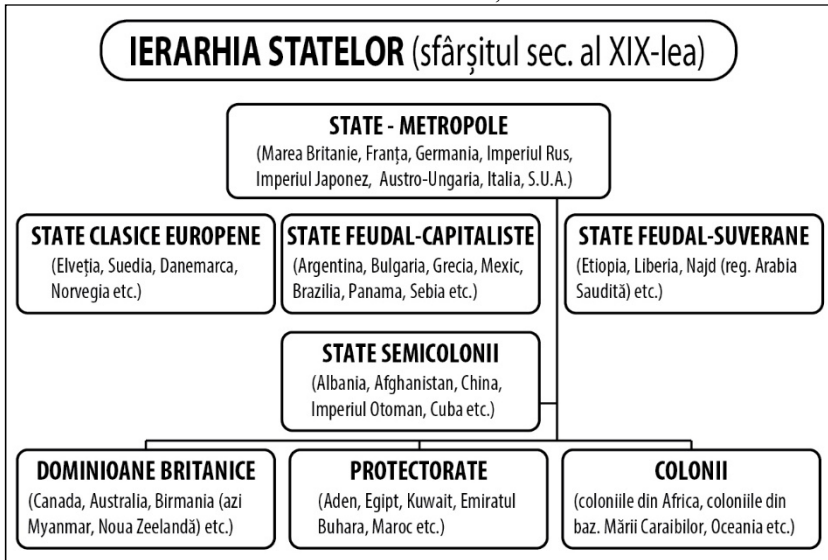 IERARHIA STATELOR (sfârșitul sec. al XIX-lea)
STATE - METROPOLE
(Marea Britanie, Franța, Germania, Imperiul Rus,
Imperiul Japonez, Austro-Ungaria, Italia, S.U.A.)
STATE CLASICE EUROPENE
(Elveția, Suedia, Danemarca,
Norvegia etc.)
STATE FEUDAL-CAPITALISTE
(Argentina, Bulgaria, Grecia, Mexic,
Brazilia, Panama, Sebia etc.)
STATE FEUDAL-SUVERANE
(Etiopia, Liberia, Najd (reg. Arabia
Saudită) etc.)
STATE SEMICOLONII
(Albania, Afghanistan, China,
Imperiul Otoman, Cuba etc.)
DOMINIOANE BRITANICE
(Canada, Australia, Birmania (azi
Myanmar, Noua Zeelandă) etc.)
PROTECTORATE
(Aden, Egipt, Kuwait, Emiratul
Buhara, Maroc etc.)
COLONII
(coloniile din Africa, coloniile din
baz. Mării Caraibilor, Oceania etc.)